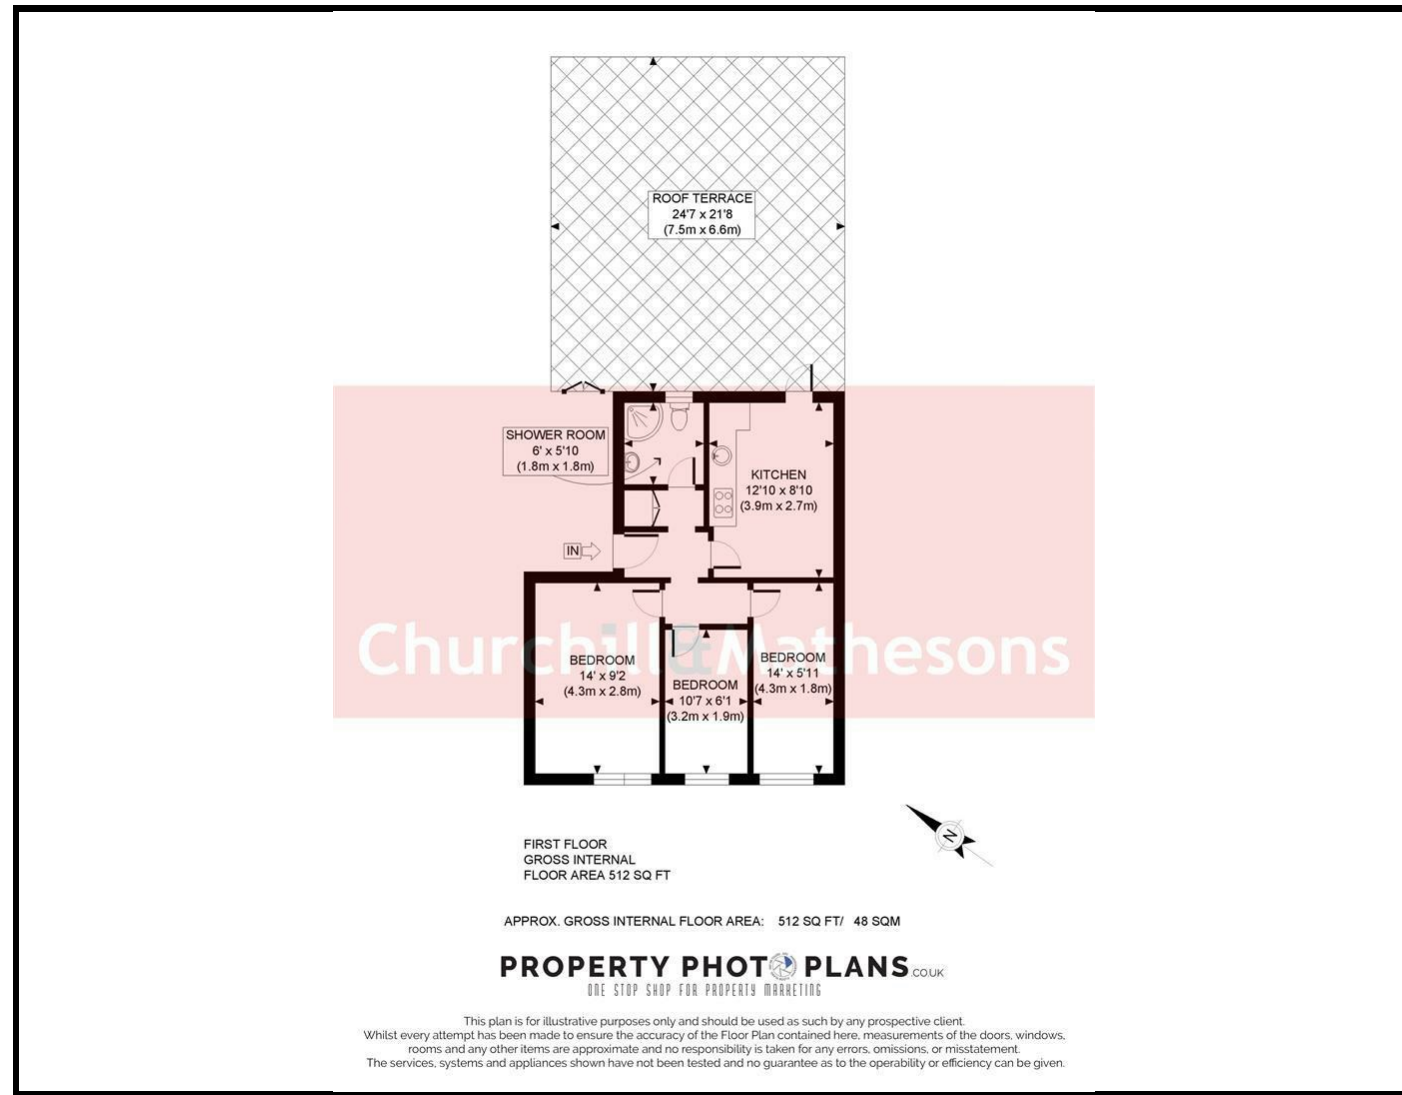 ROOF TERRACE
24'7 x 21'8
(7.5m x 6.6m)
SHOWER ROOM
6' x 5'10
(1.8m x 1.8m)
KITCHEN
12'10 x 8'10
(3.9m x 2.7m)
IN
Churchill & Mathesons
BEDROOM
14' x 9'2
(4.3m x 2.8m)
BEDROOM
10'7 x 6'1
(3.2m x 1.9m)
BEDROOM
14' x 5'11
(4.3m x 1.8m)
N
FIRST FLOOR
GROSS INTERNAL
FLOOR AREA 512 SQ FT
APPROX. GROSS INTERNAL FLOOR AREA: 512 SQ FT/ 48 SQM
PROPERTY PHOTO PLANS.CO.UK
ONE STOP SHOP FOR PROPERTY MARKETING
This plan is for illustrative purposes only and should be used as such by any prospective client.
Whilst every attempt has been made to ensure the accuracy of the Floor Plan contained here, measurements of the doors, windows,
rooms and any other items are approximate and no responsibility is taken for any errors, omissions, or misstatement.
The services, systems and appliances shown have not been tested and no guarantee as to the operability or efficiency can be given.